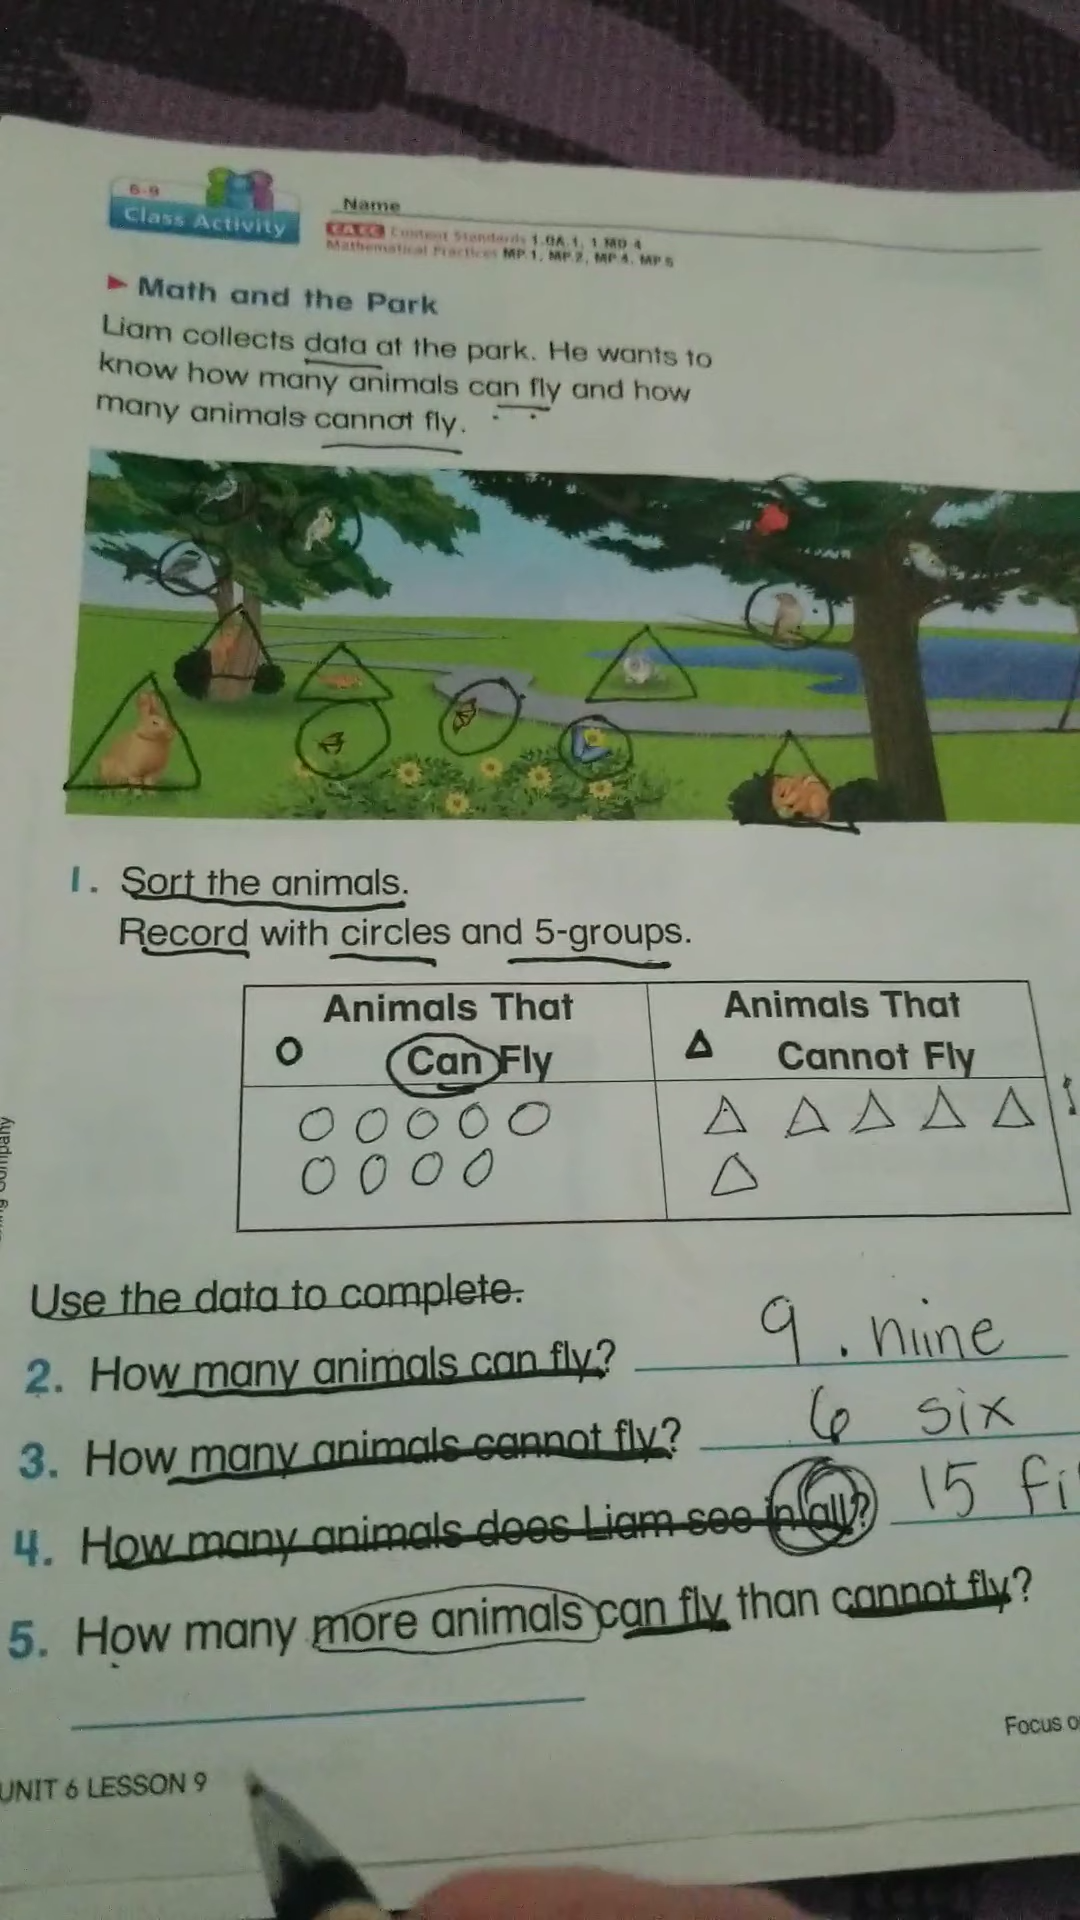 6-9
Class Activity
Name
CACC Content Standards 1.OA.1, 1.MD.4
Mathematical Practices MP.1, MP.2, MP.4, MP.5
Math and the Park
Liam collects data at the park. He wants to
know how many animals can fly and how
many animals cannot fly.
1. Sort the animals.
Record with circles and 5-groups.
Animals That
Can Fly
Animals That
Cannot Fly
Use the data to complete.
2. How many animals can fly? 9. niine
3. How many animals cannot fly? 6 six
4. How many animals does Liam see in all? 15 fi
5. How many more animals can fly than cannot fly?
Focus o
UNIT 6 LESSON 9
Company